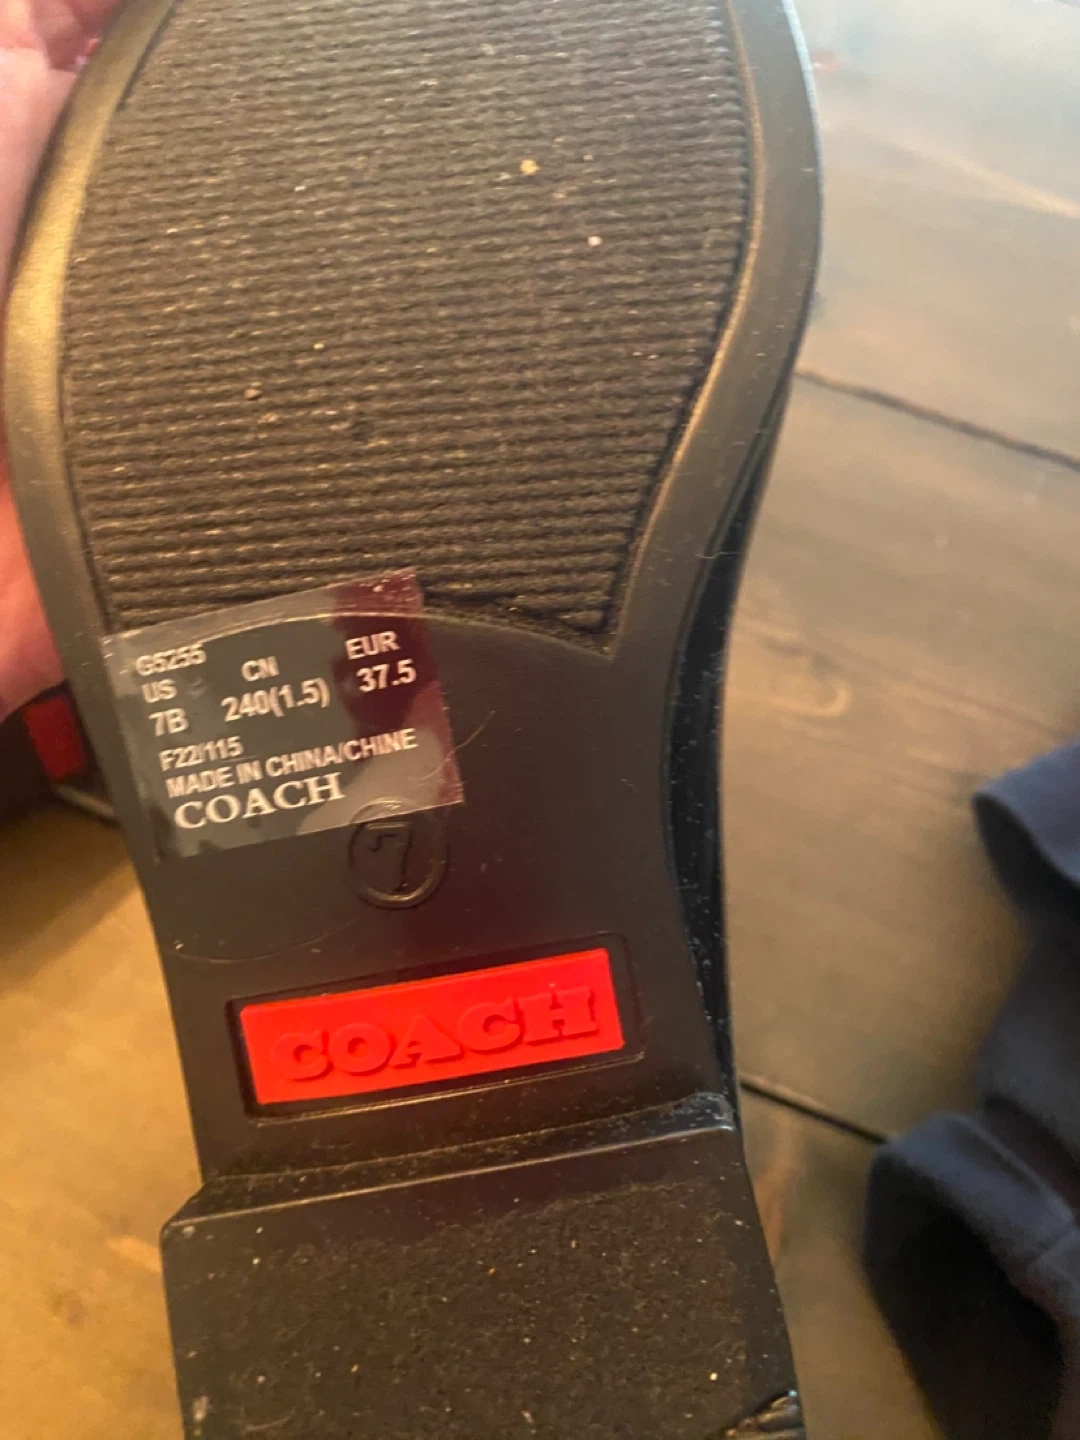 G5255
US CN EUR
7B 240(1.5) 37.5
F22/115
MADE IN CHINA/CHINE
COACH
7
COACH